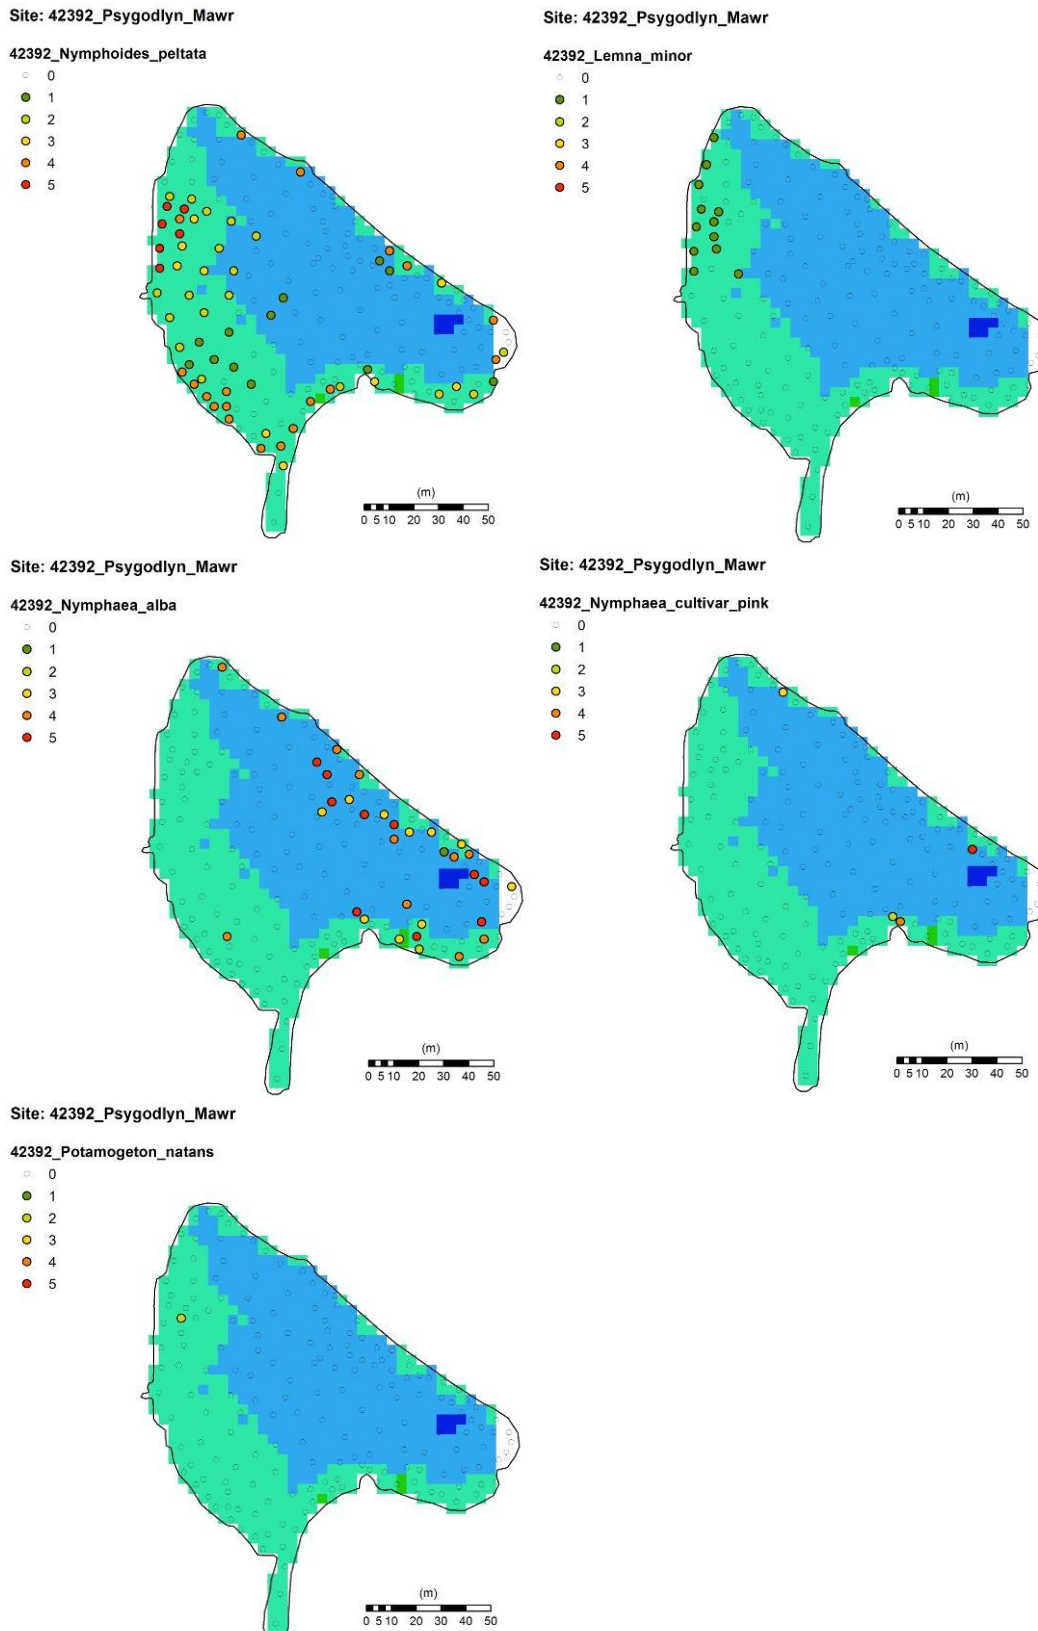 Site: 42392_Psygodlyn_Mawr
42392_Nymphoides_peltata
0
1
2
3
4
5
(m)
0 5 10 20 30 40 50
Site: 42392_Psygodlyn_Mawr
42392_Lemna_minor
0
1
2
3
4
5
(m)
0 5 10 20 30 40 50
Site: 42392_Psygodlyn_Mawr
42392_Nymphaea_alba
0
1
2
3
4
5
(m)
0 5 10 20 30 40 50
Site: 42392_Psygodlyn_Mawr
42392_Nymphaea_cultivar_pink
0
1
2
3
4
5
(m)
0 5 10 20 30 40 50
Site: 42392_Psygodlyn_Mawr
42392_Potamogeton_natans
0
1
2
3
4
5
(m)
0 5 10 20 30 40 50